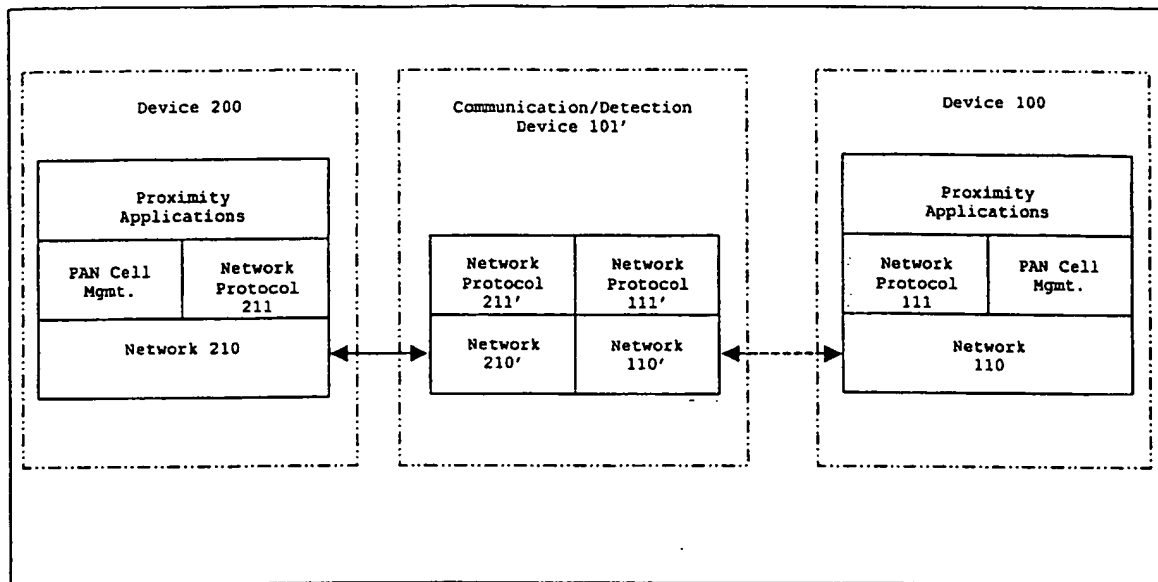 Device 200
Proximity
Applications
PAN Cell
Mgmt.
Network
Protocol
211
Network 210
Communication/Detection
Device 101'
Network
Protocol
211'
Network
Protocol
111'
Network
210'
Network
110'
Device 100
Proximity
Applications
Network
Protocol
111
PAN Cell
Mgmt.
Network
110